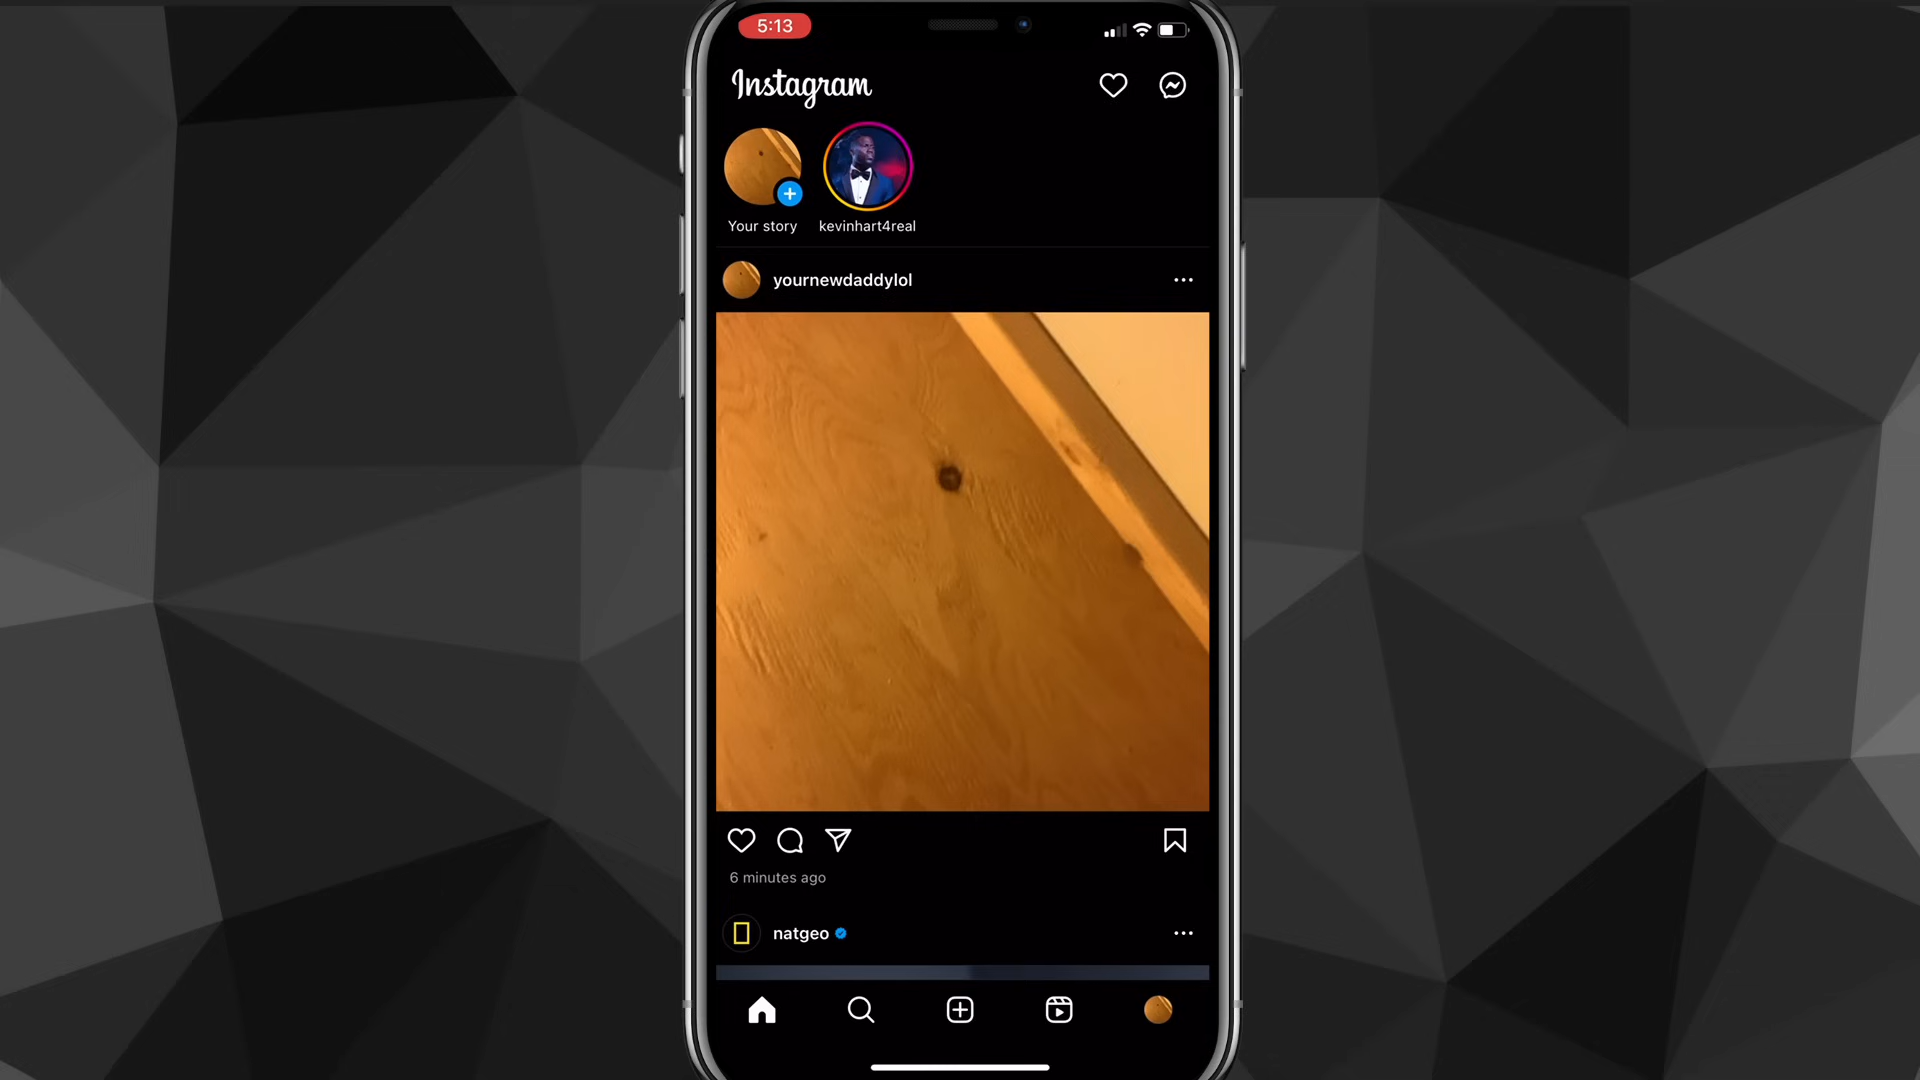 5:13
Instagram
Your story
kevinhart4real
yournewdaddylol
6 minutes ago
natgeo